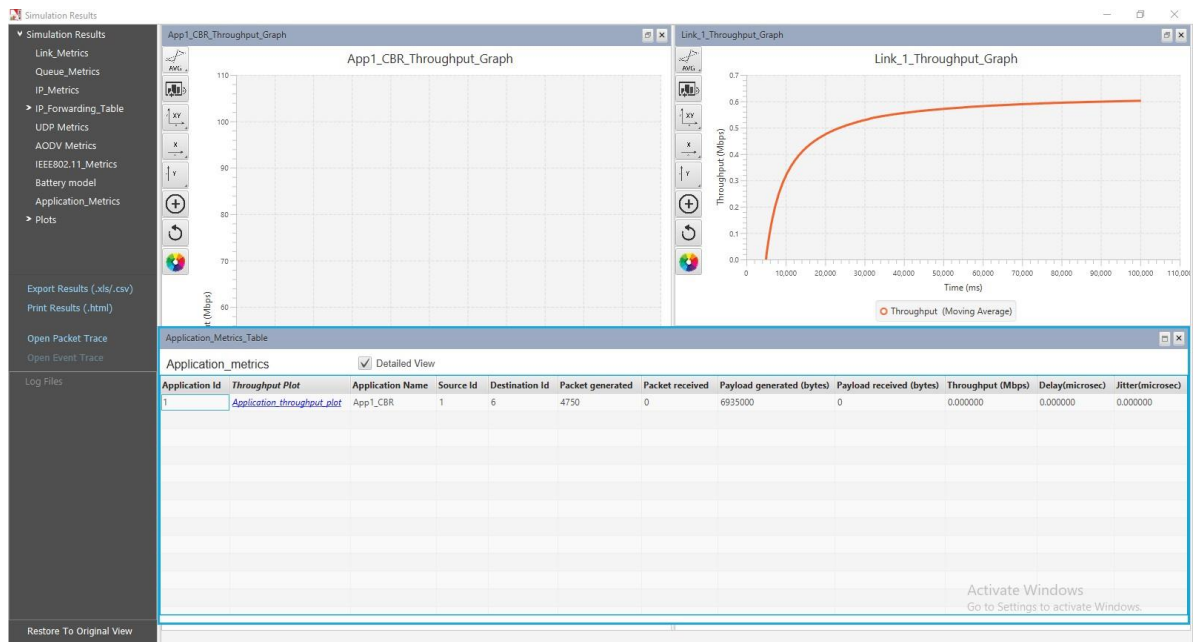 Simulation Results
Simulation Results
Link_Metrics
Queue_Metrics
IP_Metrics
IP_Forwarding_Table
UDP Metrics
AODV Metrics
IEEE802.11_Metrics
Battery model
Application_Metrics
Plots
Export Results (.xls/.csv)
Print Results (.html)
Open Packet Trace
Open Event Trace
Log Files
Restore To Original View
App1_CBR_Throughput_Graph
AVG
XY
X
Y
App1_CBR_Throughput_Graph
110
100
90
80
70
60
(Mbps)
Link_1_Throughput_Graph
AVG
XY
X
Y
Link_1_Throughput_Graph
0.7
0.6
0.5
0.4
0.3
0.2
0.1
0.0
Throughput (Mbps)
0 10,000 20,000 30,000 40,000 50,000 60,000 70,000 80,000 90,000 100,000 110,00
Time (ms)
Throughput (Moving Average)
Application_Metrics_Table
Application_metrics Detailed View
Application Id Throughput Plot Application Name Source Id Destination Id Packet generated Packet received Payload generated (bytes) Payload received (bytes) Throughput (Mbps) Delay(microsec) Jitter(microsec)
1 Application_throughput_plot App1_CBR 1 6 4750 0 6935000 0 0.000000 0.000000 0.000000
Activate Windows
Go to Settings to activate Windows.